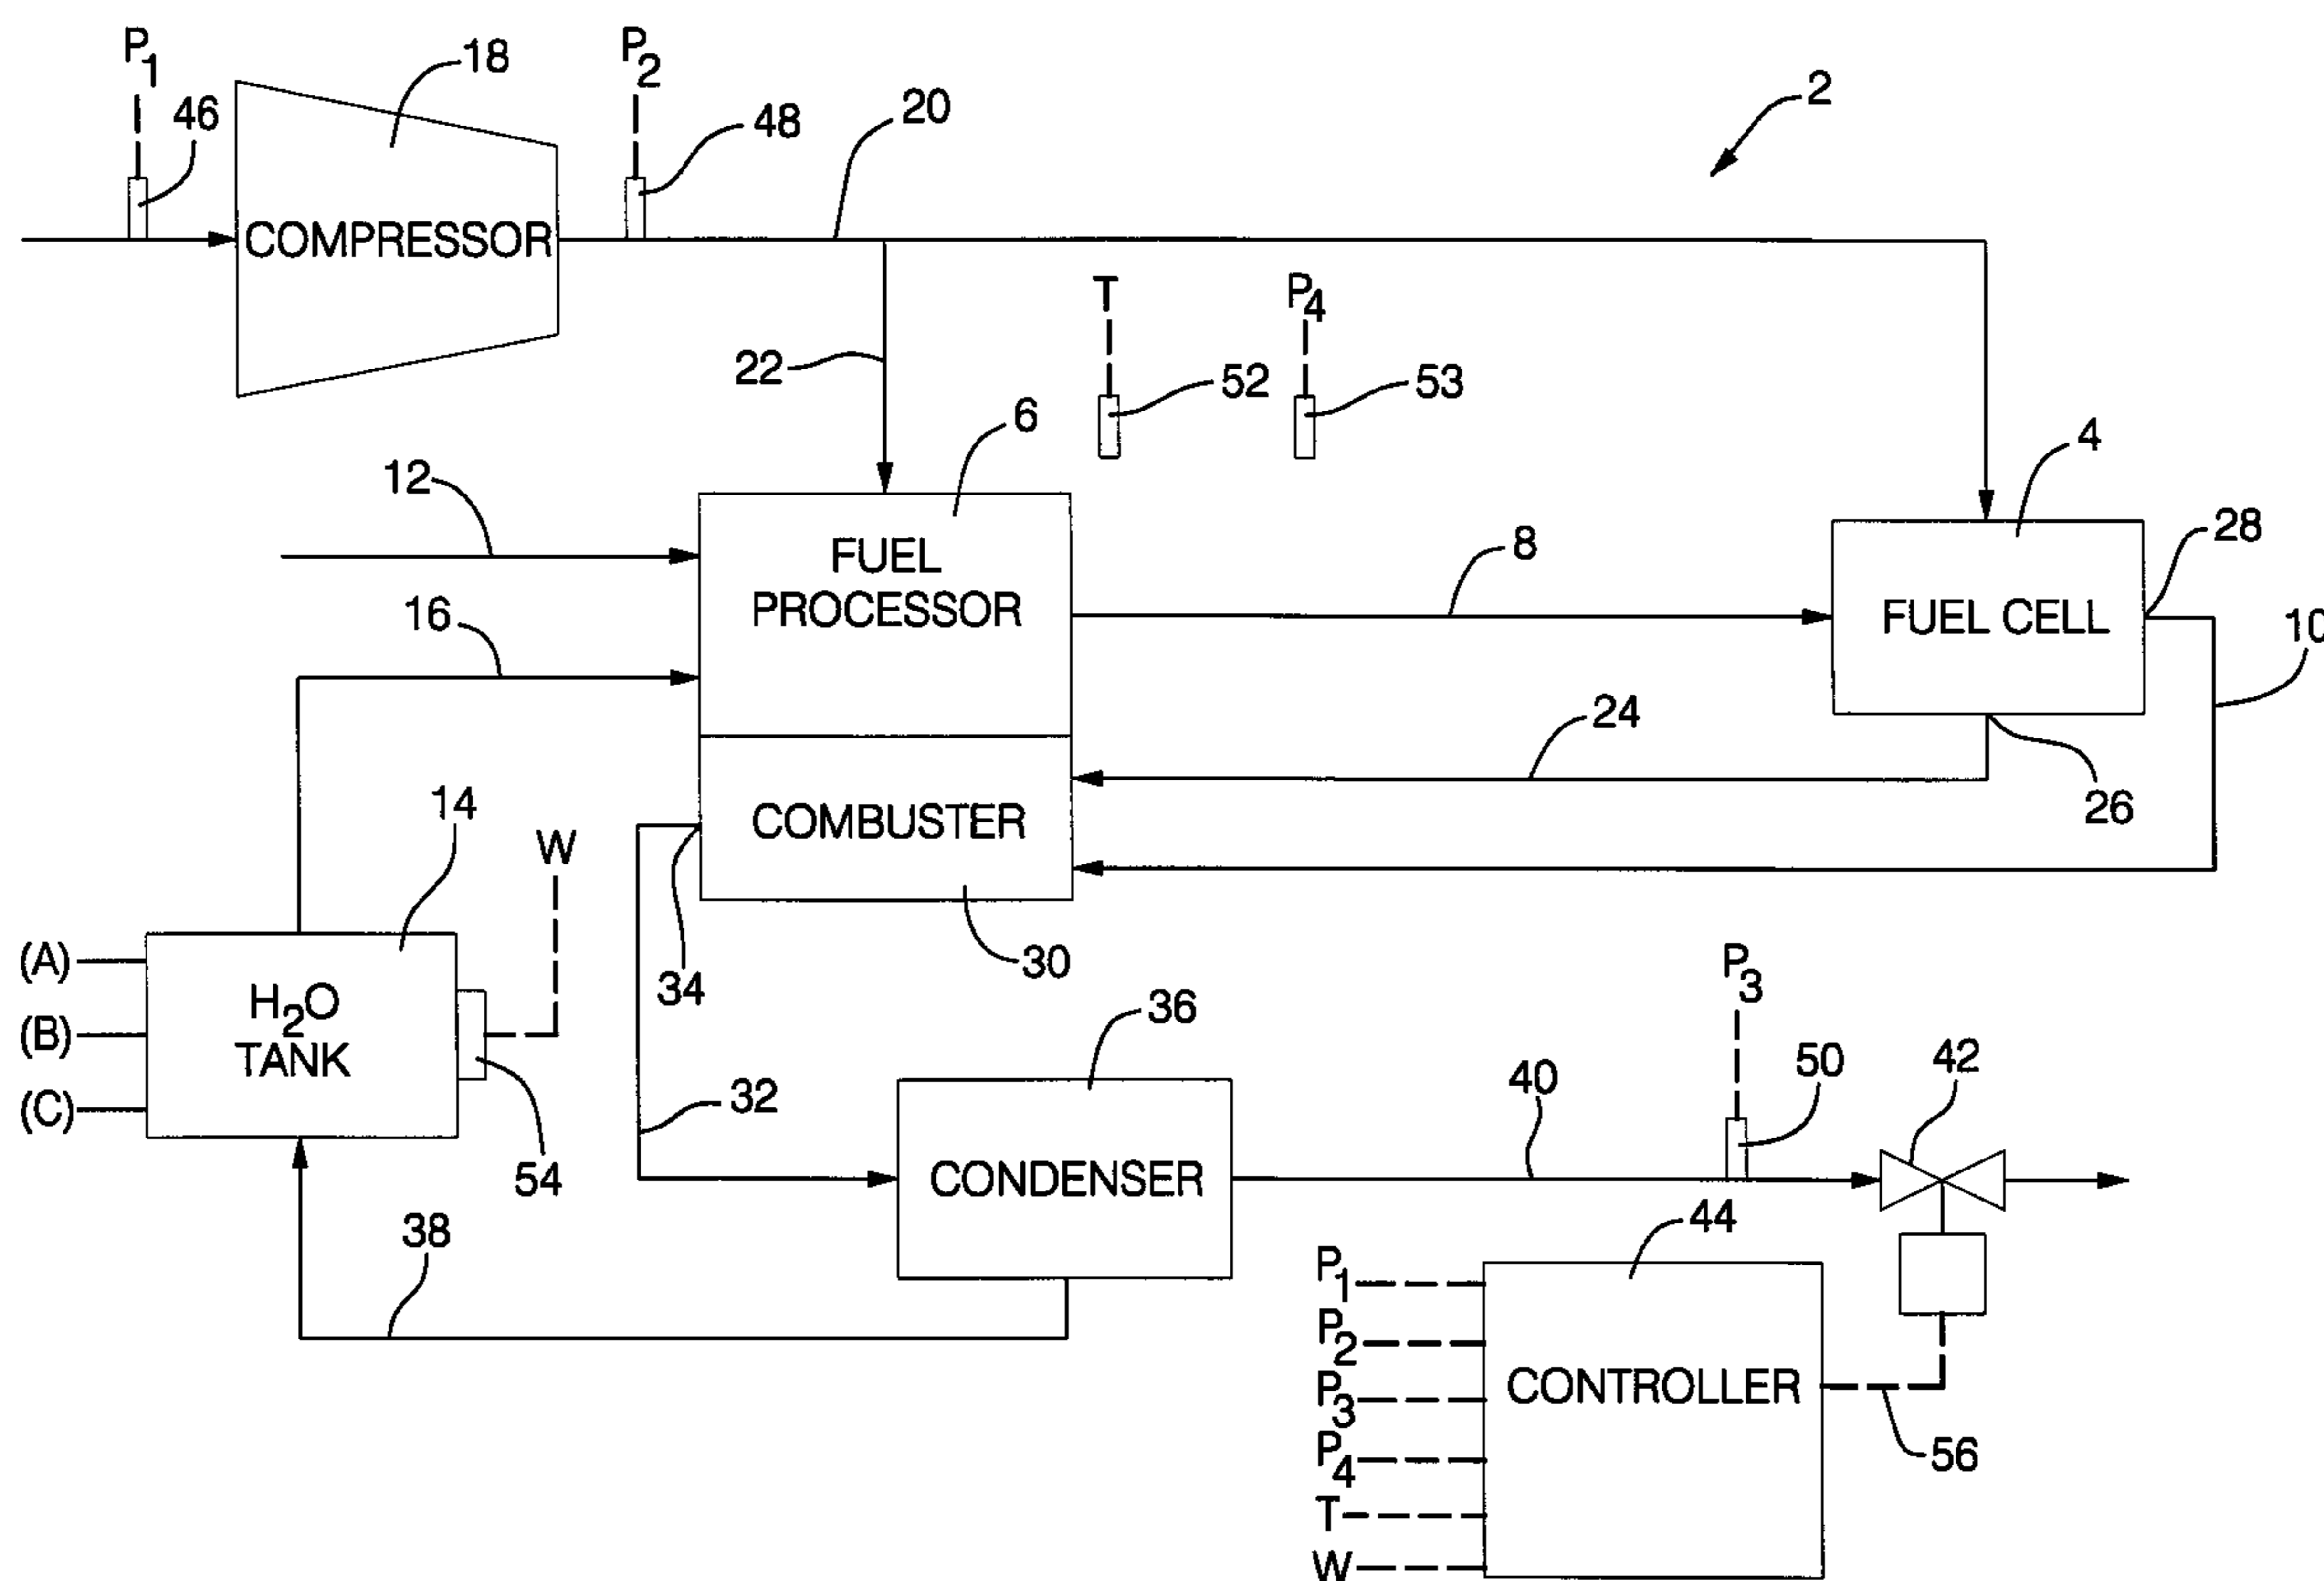 P1
18
P2
2
46
48
20
COMPRESSOR
T
P4
22
52
53
6
4
12
28
FUEL
PROCESSOR
8
FUEL CELL
10
16
24
14
W
COMBUSTER
26
(A)
30
34
H2O
TANK
P3
36
(B)
42
50
40
32
(C)
54
CONDENSER
44
38
P1
P2
P3
CONTROLLER
P4
56
T
W